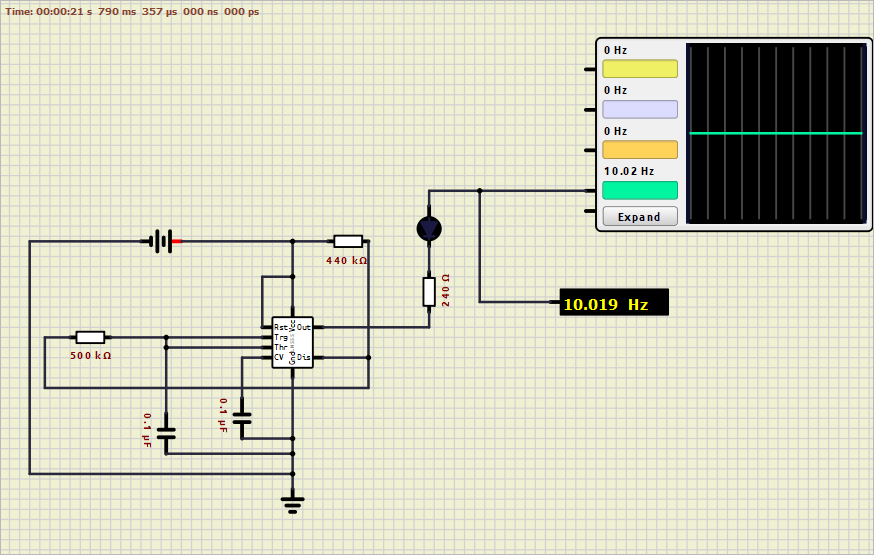 Time: 00:00:21 s 790 ms 357 µs 000 ns 000 ps
0 Hz
0 Hz
0 Hz
10.02 Hz
Expand
440 kΩ
240 Ω
10.019 Hz
Rst
Vcc
Out
Trg
Thr
CV
Gnd
Dis
500 kΩ
0.1 µF
0.1 µF